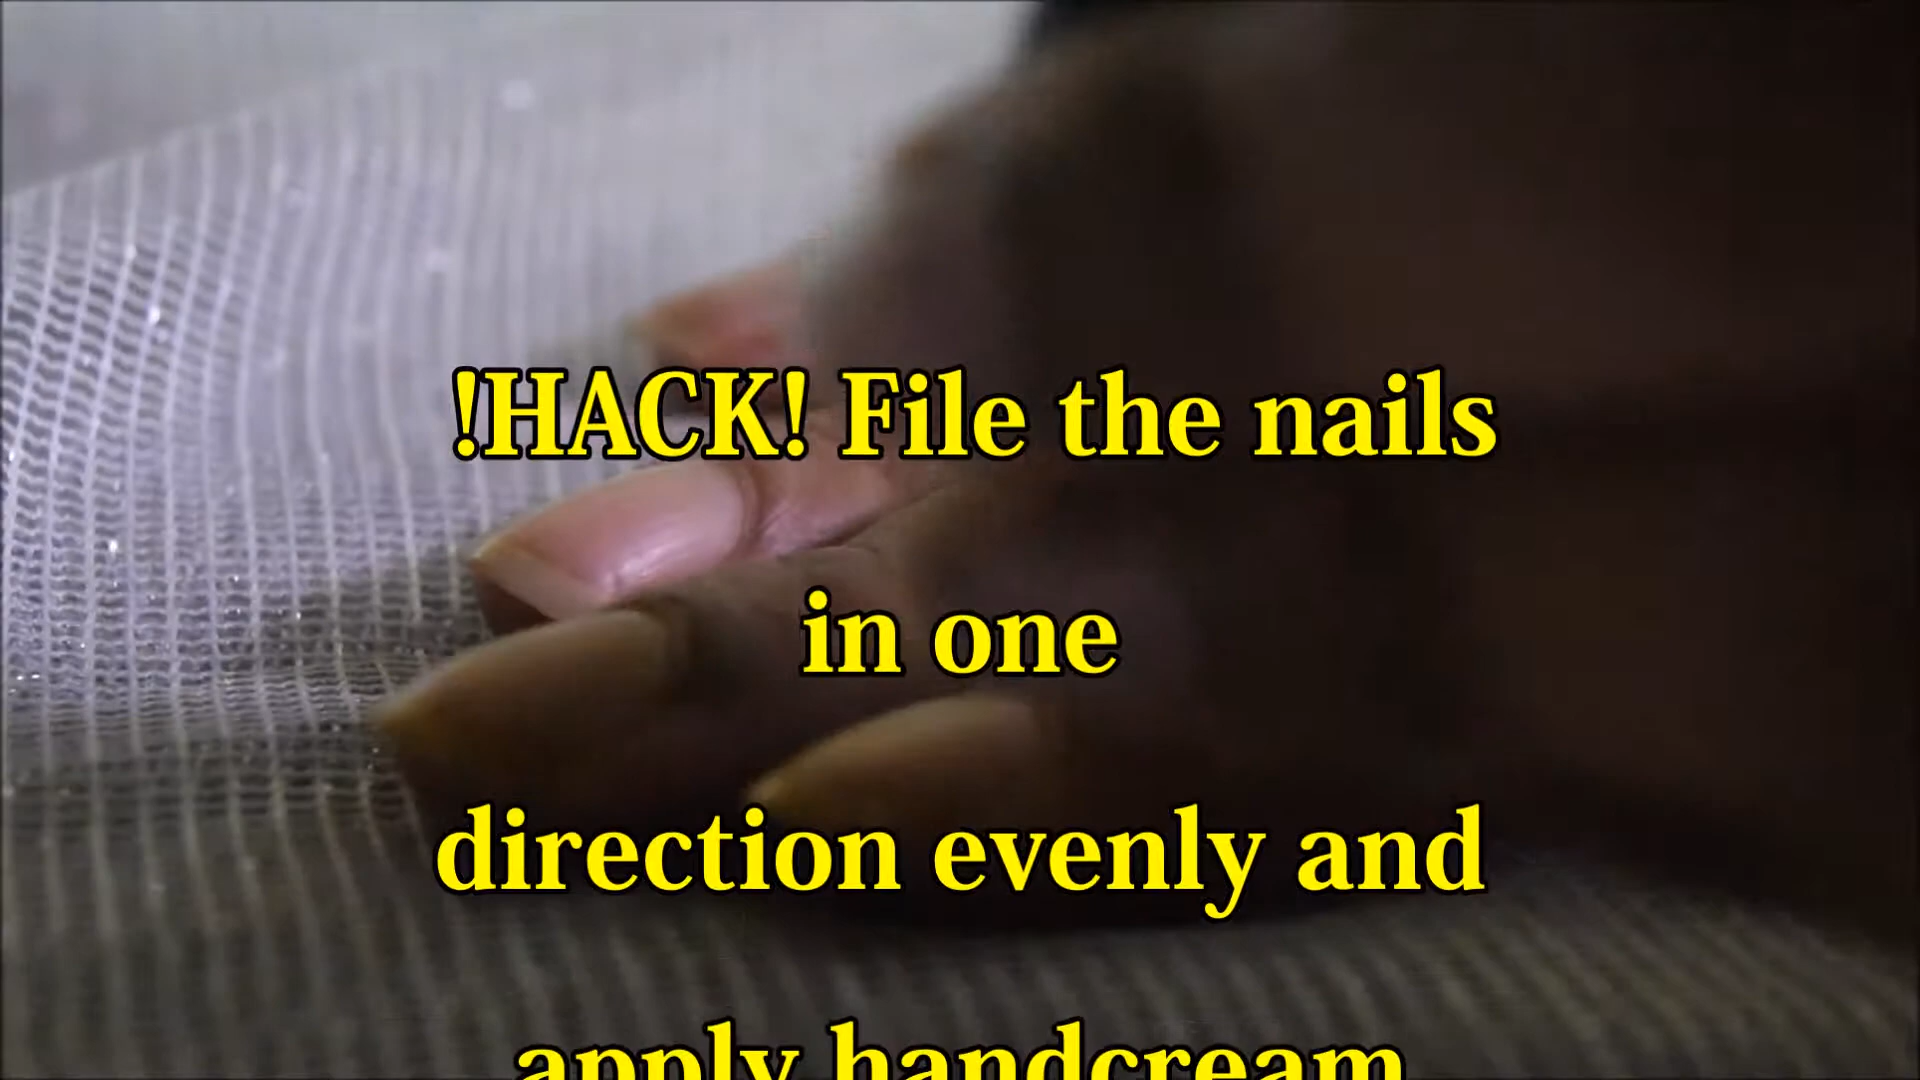 !HACK! File the nails
in one
direction evenly and
apply handcream